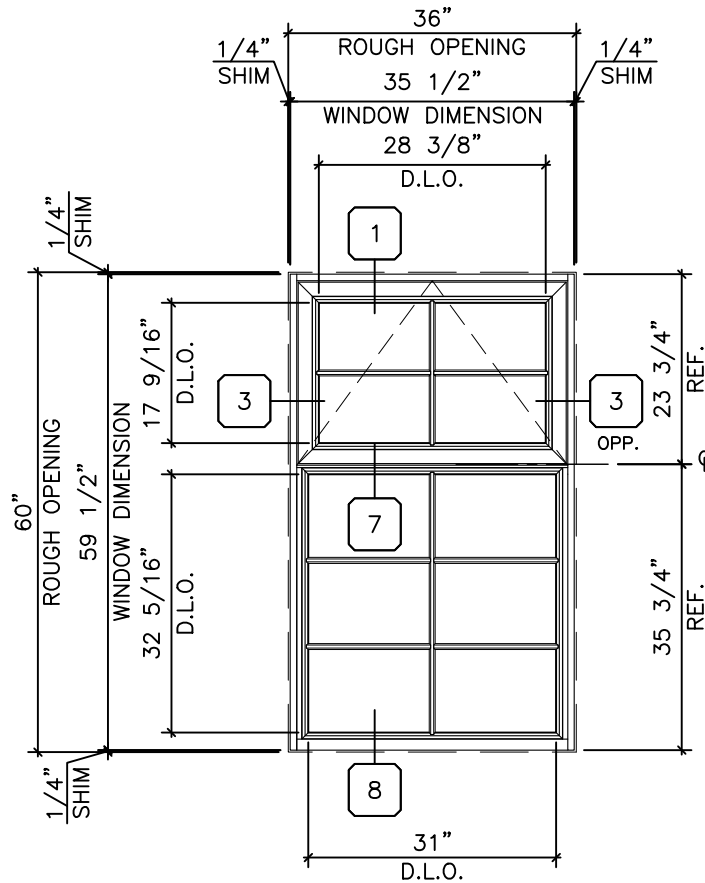 36”
ROUGH OPENING
1/4”
SHIM
1/4”
SHIM
35 1/2”
WINDOW DIMENSION
28 3/8”
D.L.O.
1/4”
SHIM
1
17 9/16”
D.L.O.
3
3
OPP.
23 3/4”
REF.
℄
60”
ROUGH OPENING
59 1/2”
WINDOW DIMENSION
7
32 5/16”
D.L.O.
35 3/4”
REF.
8
1/4”
SHIM
31”
D.L.O.